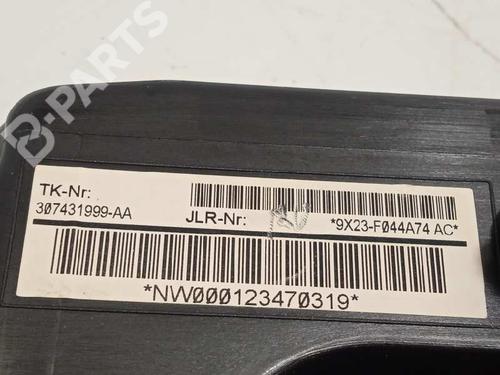 B-PARTS
TK-Nr:
307431999-AA
JLR-Nr:
*9X23-F044A74 AC*
*NW000123470319*